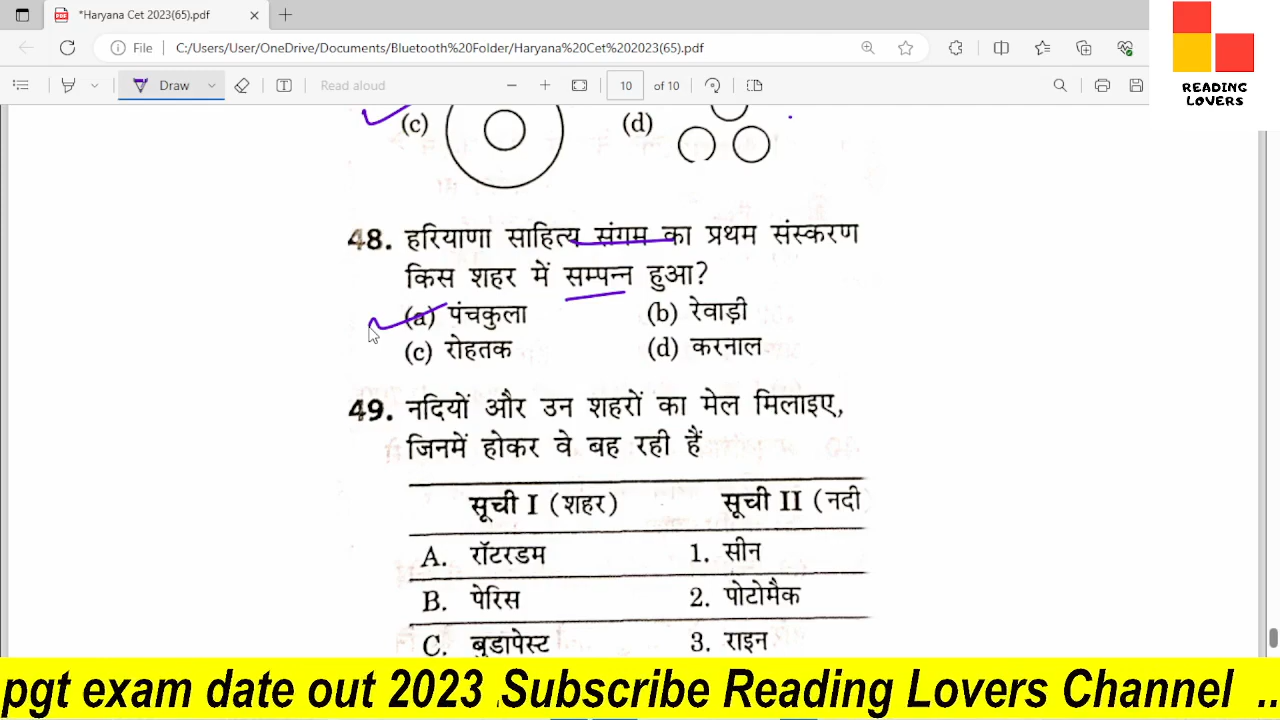 *Haryana Cet 2023(65).pdf
File C:/Users/User/OneDrive/Documents/Bluetooth%20Folder/Haryana%20Cet%202023(65).pdf
Draw
Read aloud
10 of 10
READING
LOVERS
(c) (d)
48. हरियाणा साहित्य संगम का प्रथम संस्करण
किस शहर में सम्पन्न हुआ?
(a) पंचकुला (b) रेवाड़ी
(c) रोहतक (d) करनाल
49. नदियों और उन शहरों का मेल मिलाइए,
जिनमें होकर वे बह रही हैं
सूची I (शहर) सूची II (नदी
A. रॉटरडम 1. सीन
B. पेरिस 2. पोटोमैक
C. बुडापेस्ट 3. राइन
pgt exam date out 2023 .Subscribe Reading Lovers Channel ..